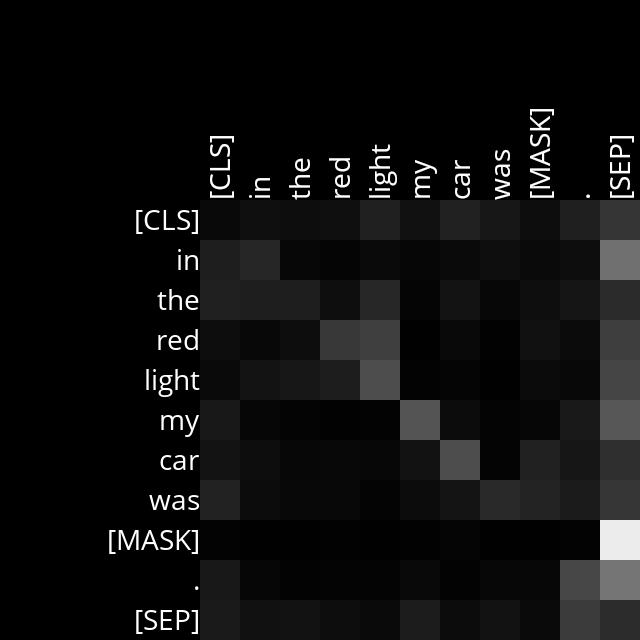 [CLS] in the red light my car was [MASK] . [SEP]
[CLS]
in
the
red
light
my
car
was
[MASK]
.
[SEP]